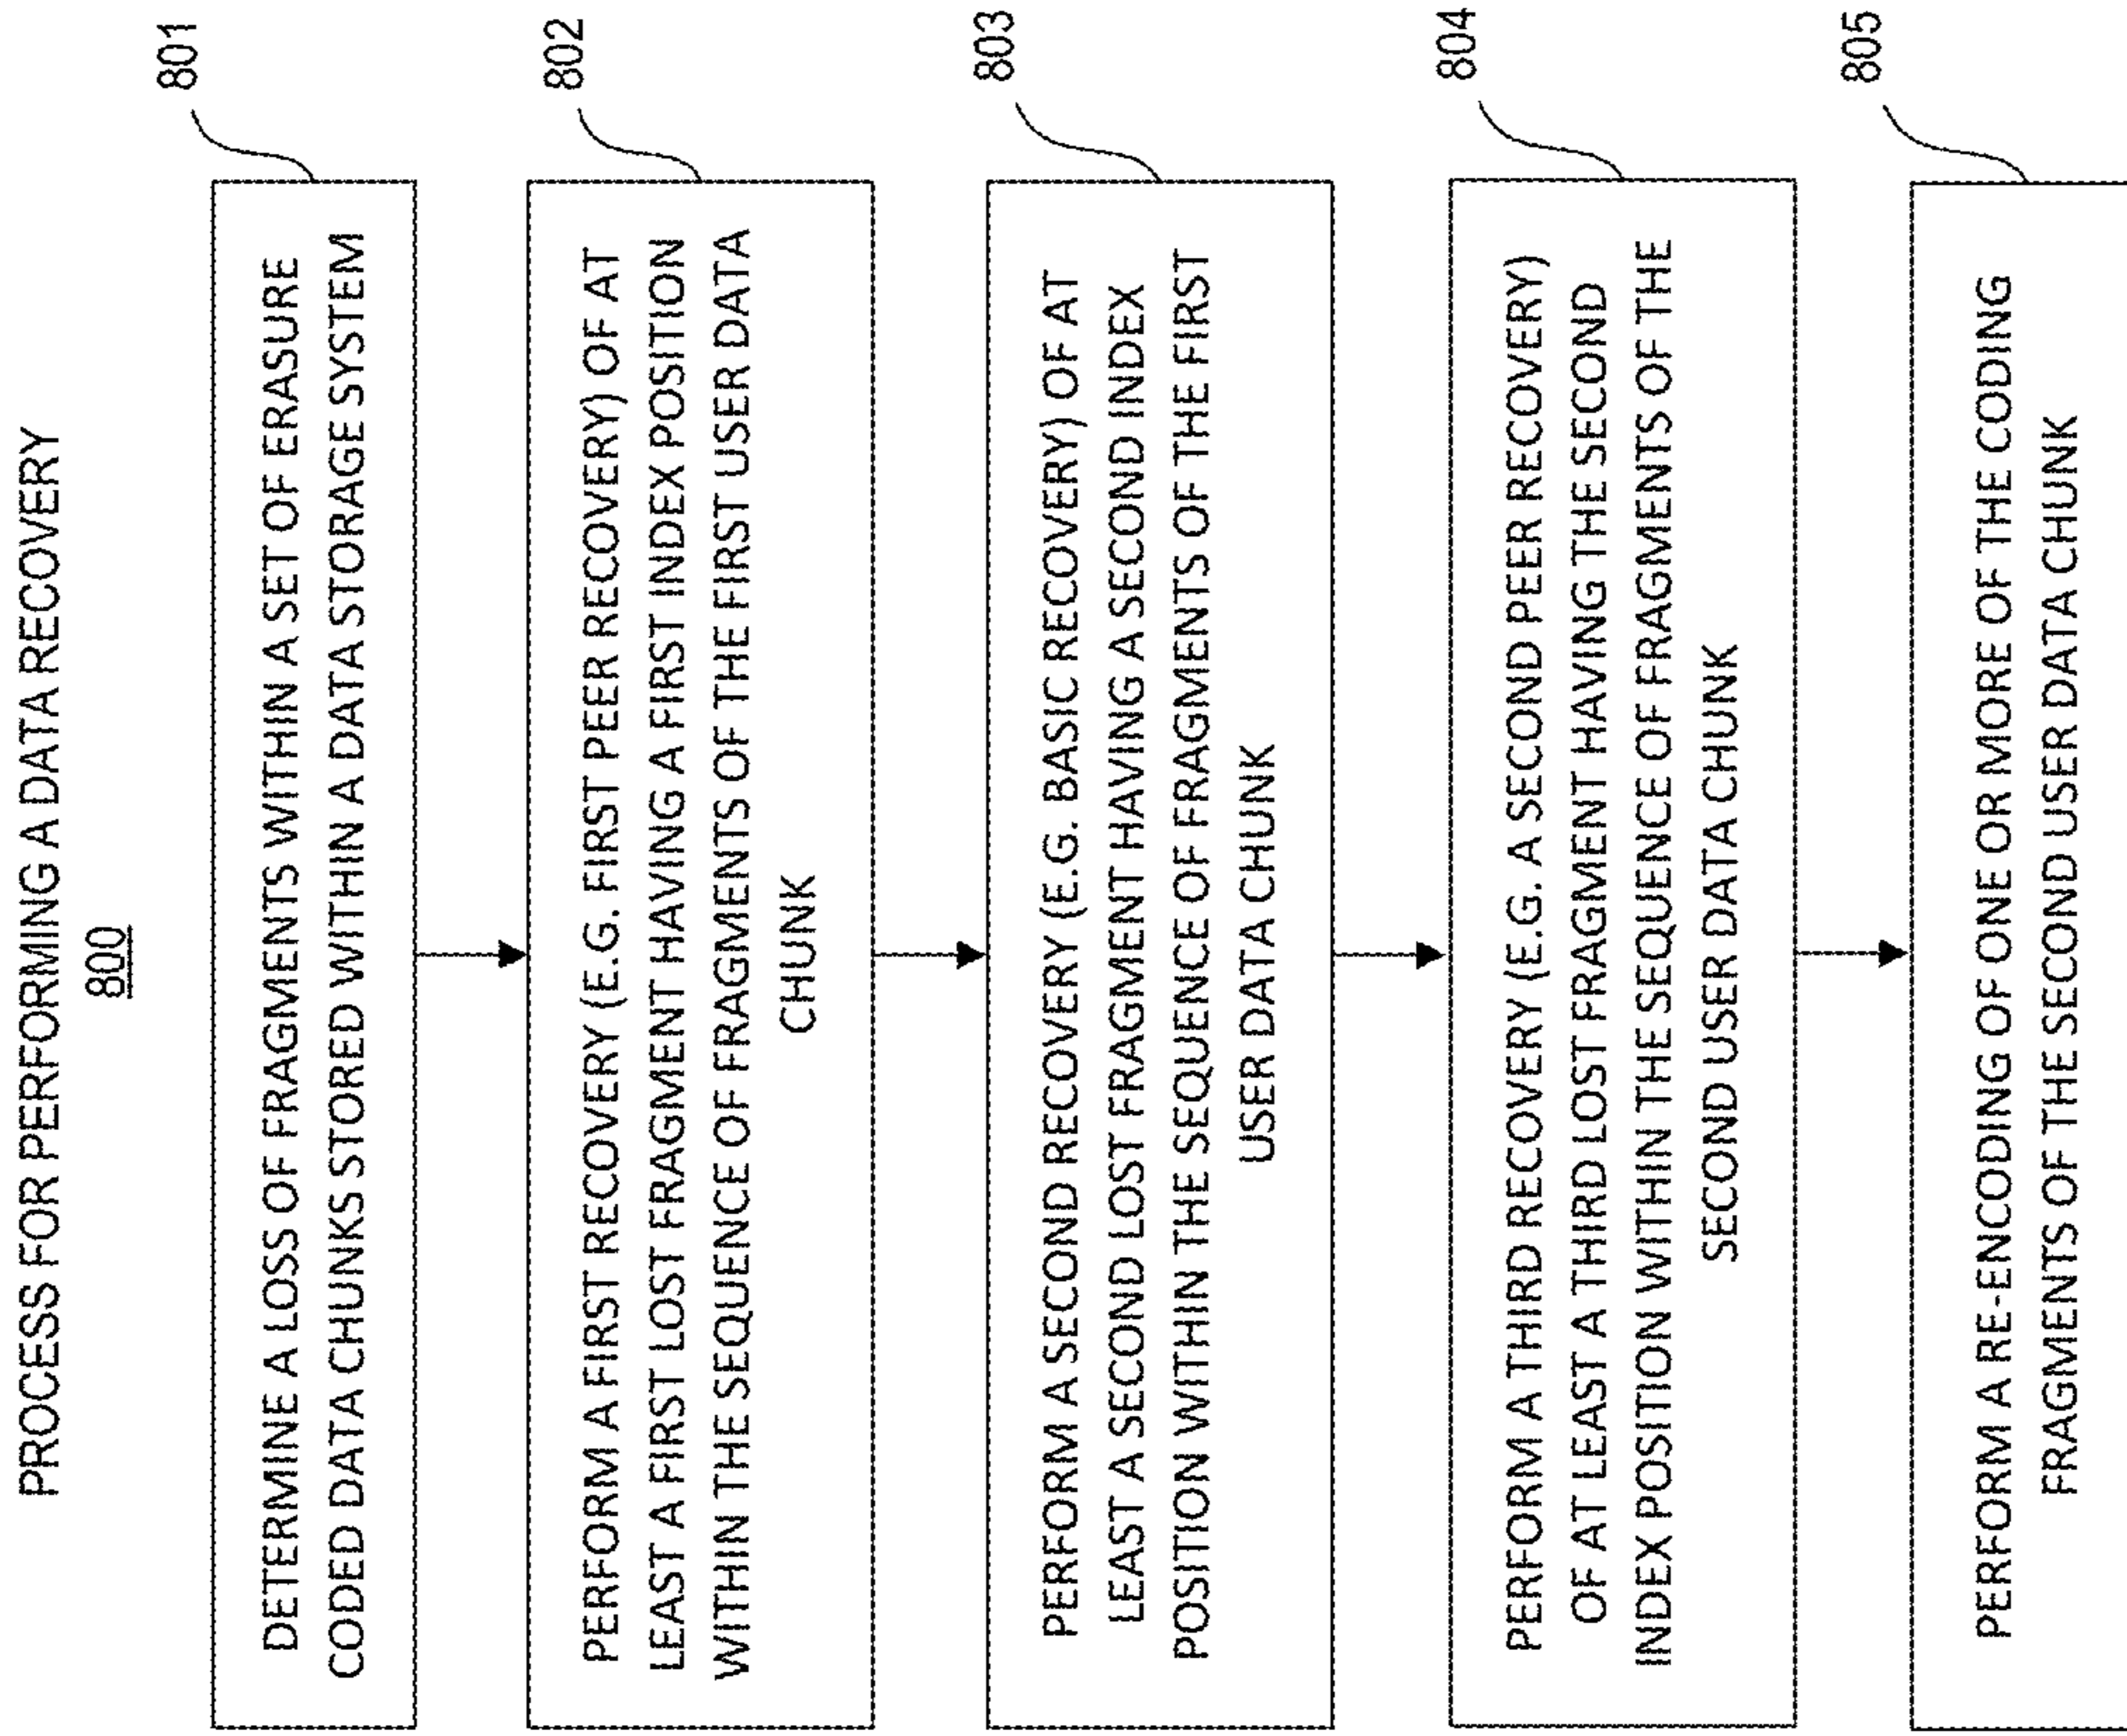 PROCESS FOR PERFORMING A DATA RECOVERY
800
801
DETERMINE A LOSS OF FRAGMENTS WITHIN A SET OF ERASURE
CODED DATA CHUNKS STORED WITHIN A DATA STORAGE SYSTEM
802
PERFORM A FIRST RECOVERY (E.G. FIRST PEER RECOVERY) OF AT
LEAST A FIRST LOST FRAGMENT HAVING A FIRST INDEX POSITION
WITHIN THE SEQUENCE OF FRAGMENTS OF THE FIRST USER DATA
CHUNK
803
PERFORM A SECOND RECOVERY (E.G. BASIC RECOVERY) OF AT
LEAST A SECOND LOST FRAGMENT HAVING A SECOND INDEX
POSITION WITHIN THE SEQUENCE OF FRAGMENTS OF THE FIRST
USER DATA CHUNK
804
PERFORM A THIRD RECOVERY (E.G. A SECOND PEER RECOVERY)
OF AT LEAST A THIRD LOST FRAGMENT HAVING THE SECOND
INDEX POSITION WITHIN THE SEQUENCE OF FRAGMENTS OF THE
SECOND USER DATA CHUNK
805
PERFORM A RE-ENCODING OF ONE OR MORE OF THE CODING
FRAGMENTS OF THE SECOND USER DATA CHUNK